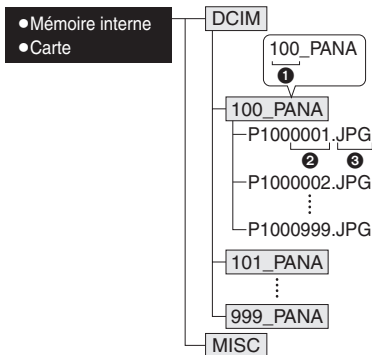 ●Mémoire interne
●Carte
DCIM
100_PANA
❶
100_PANA
P1000001.JPG
❷ ❸
P1000002.JPG
P1000999.JPG
101_PANA
999_PANA
MISC